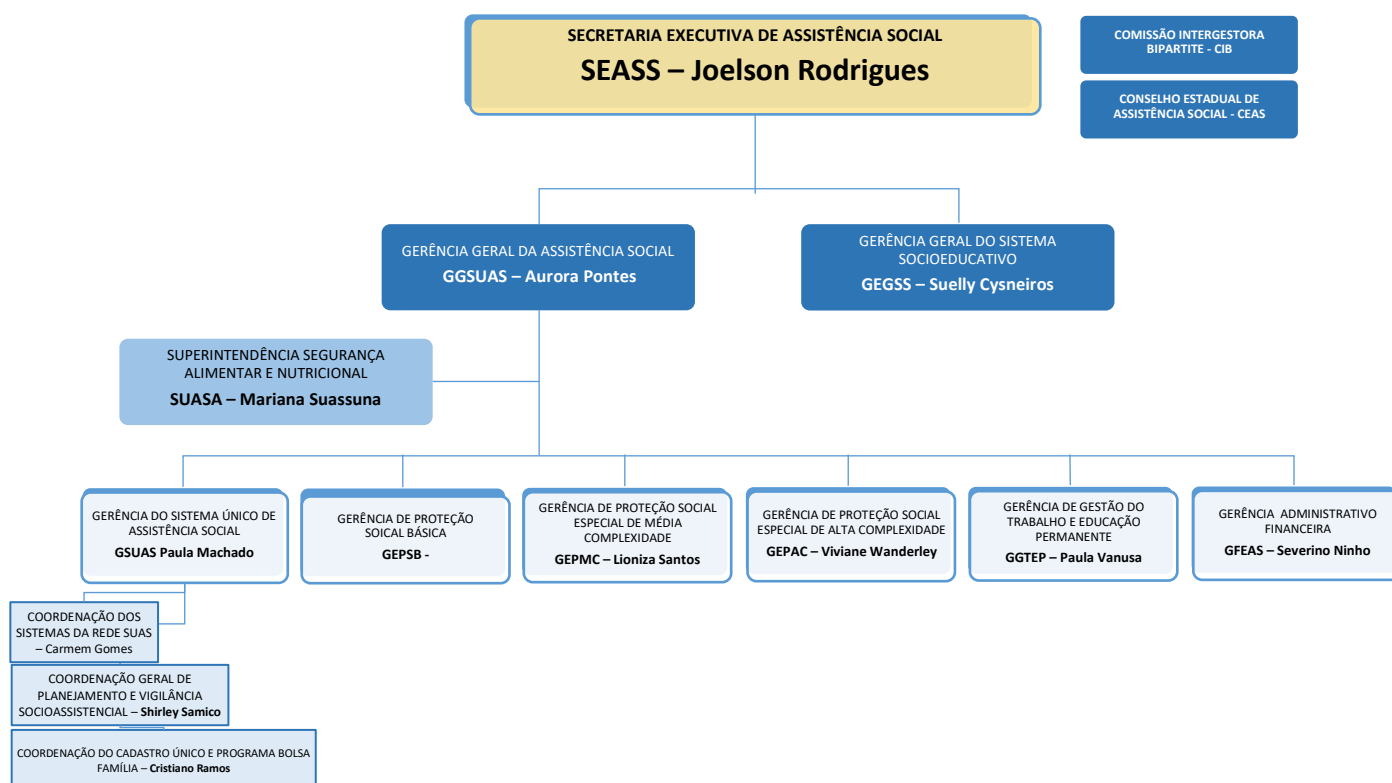 SECRETARIA EXECUTIVA DE ASSISTÊNCIA SOCIAL
SEASS – Joelson Rodrigues
COMISSÃO INTERGESTORA
BIPARTITE - CIB
CONSELHO ESTADUAL DE
ASSISTÊNCIA SOCIAL - CEAS
GERÊNCIA GERAL DA ASSISTÊNCIA SOCIAL
GGSUAS – Aurora Pontes
GERÊNCIA GERAL DO SISTEMA
SOCIOEDUCATIVO
GEGSS – Suelly Cysneiros
SUPERINTENDÊNCIA SEGURANÇA
ALIMENTAR E NUTRICIONAL
SUASA – Mariana Suassuna
GERÊNCIA DO SISTEMA ÚNICO DE
ASSISTÊNCIA SOCIAL
GSUAS Paula Machado
GERÊNCIA DE PROTEÇÃO
SOICAL BÁSICA
GEPSB -
GERÊNCIA DE PROTEÇÃO SOCIAL
ESPECIAL DE MÉDIA
COMPLEXIDADE
GEPMC – Lioniza Santos
GERÊNCIA DE PROTEÇÃO SOCIAL
ESPECIAL DE ALTA COMPLEXIDADE
GEPAC – Viviane Wanderley
GERÊNCIA DE GESTÃO DO
TRABALHO E EDUCAÇÃO
PERMANENTE
GGTEP – Paula Vanusa
GERÊNCIA ADMINISTRATIVO
FINANCEIRA
GFEAS – Severino Ninho
COORDENAÇÃO DOS
SISTEMAS DA REDE SUAS
– Carmem Gomes
COORDENAÇÃO GERAL DE
PLANEJAMENTO E VIGILÂNCIA
SOCIOASSISTENCIAL – Shirley Samico
COORDENAÇÃO DO CADASTRO ÚNICO E PROGRAMA BOLSA
FAMÍLIA – Cristiano Ramos